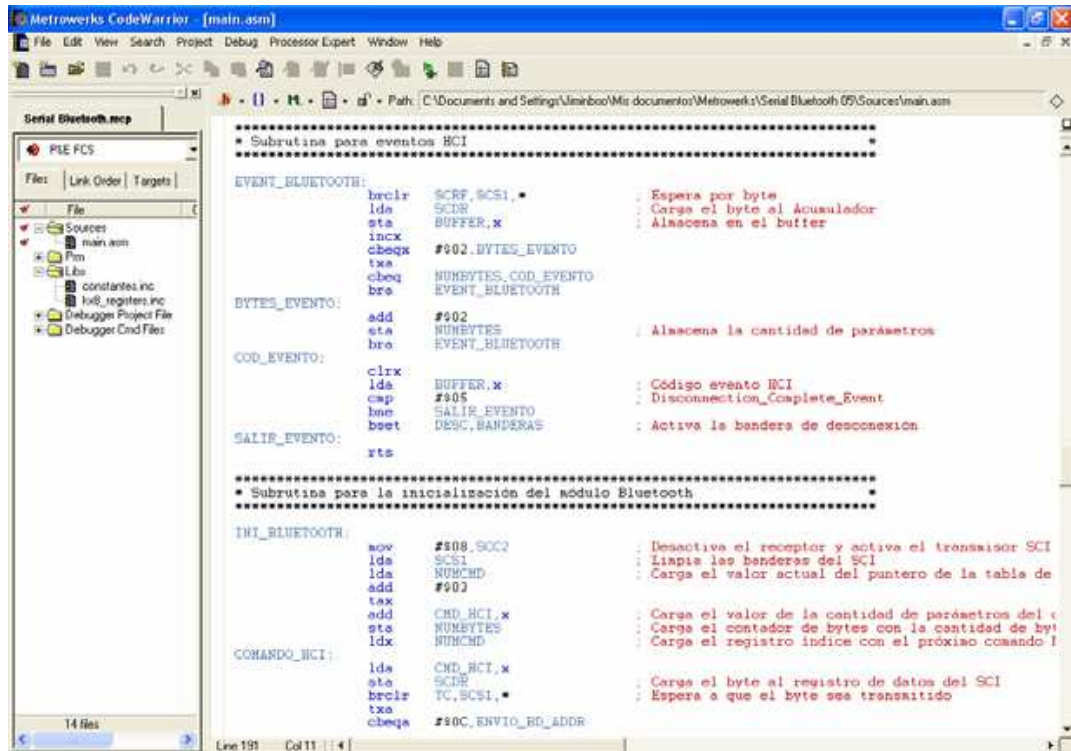 Metrowerks CodeWarrior - [main.asm]
File Edit View Search Project Debug Processor Expert Window Help
Path: C:\Documents and Settings\Jiminboo\Mis documentos\Metrowerks\Serial Bluetooth 05\Sources\main.asm
Serial Bluetooth.mcp
P&E FCS
Files Link Order Targets
File
Sources
main.asm
Prm
Libs
constantes.inc
kx8_registers.inc
Debugger Project File
Debugger Cmd Files
14 files
****************************************************************
* Subrutina para eventos HCI *
****************************************************************
EVENT_BLUETOOTH:
brclr SCRF,SCS1,* ; Espera por byte
lda SCDR ; Carga el byte al Acumulador
sta BUFFER,x ; Almacena en el buffer
incx
cbeqx #$02,BYTES_EVENTO
txa
cbeq NUMBYTES,COD_EVENTO
bra EVENT_BLUETOOTH
BYTES_EVENTO:
add #$02
sta NUMBYTES ; Almacena la cantidad de parámetros
bra EVENT_BLUETOOTH
COD_EVENTO:
clrx
lda BUFFER,x ; Código evento HCI
cmp #$05 ; Disconnection_Complete_Event
bne SALIR_EVENTO
bset DESC,BANDERAS ; Activa la bandera de desconexión
SALIR_EVENTO:
rts
****************************************************************
* Subrutina para la inicialización del módulo Bluetooth *
****************************************************************
INI_BLUETOOTH:
mov #$08,SCC2 ; Desactiva el receptor y activa el transmisor SCI
lda SCS1 ; Limpia las banderas del SCI
lda NUMCMD ; Carga el valor actual del puntero de la tabla de
add #$03
tax
add CMD_HCI,x ; Carga el valor de la cantidad de parámetros del
sta NUMBYTES ; Carga el contador de bytes con la cantidad de byt
ldx NUMCMD ; Carga el registro índice con el próximo comando
COMANDO_HCI:
lda CMD_HCI,x
sta SCDR ; Carga el byte al registro de datos del SCI
brclr TC,SCS1,* ; Espera a que el byte sea transmitido
txa
cbeqa #$0C,ENVIO_BD_ADDR
Line 191 Col 11